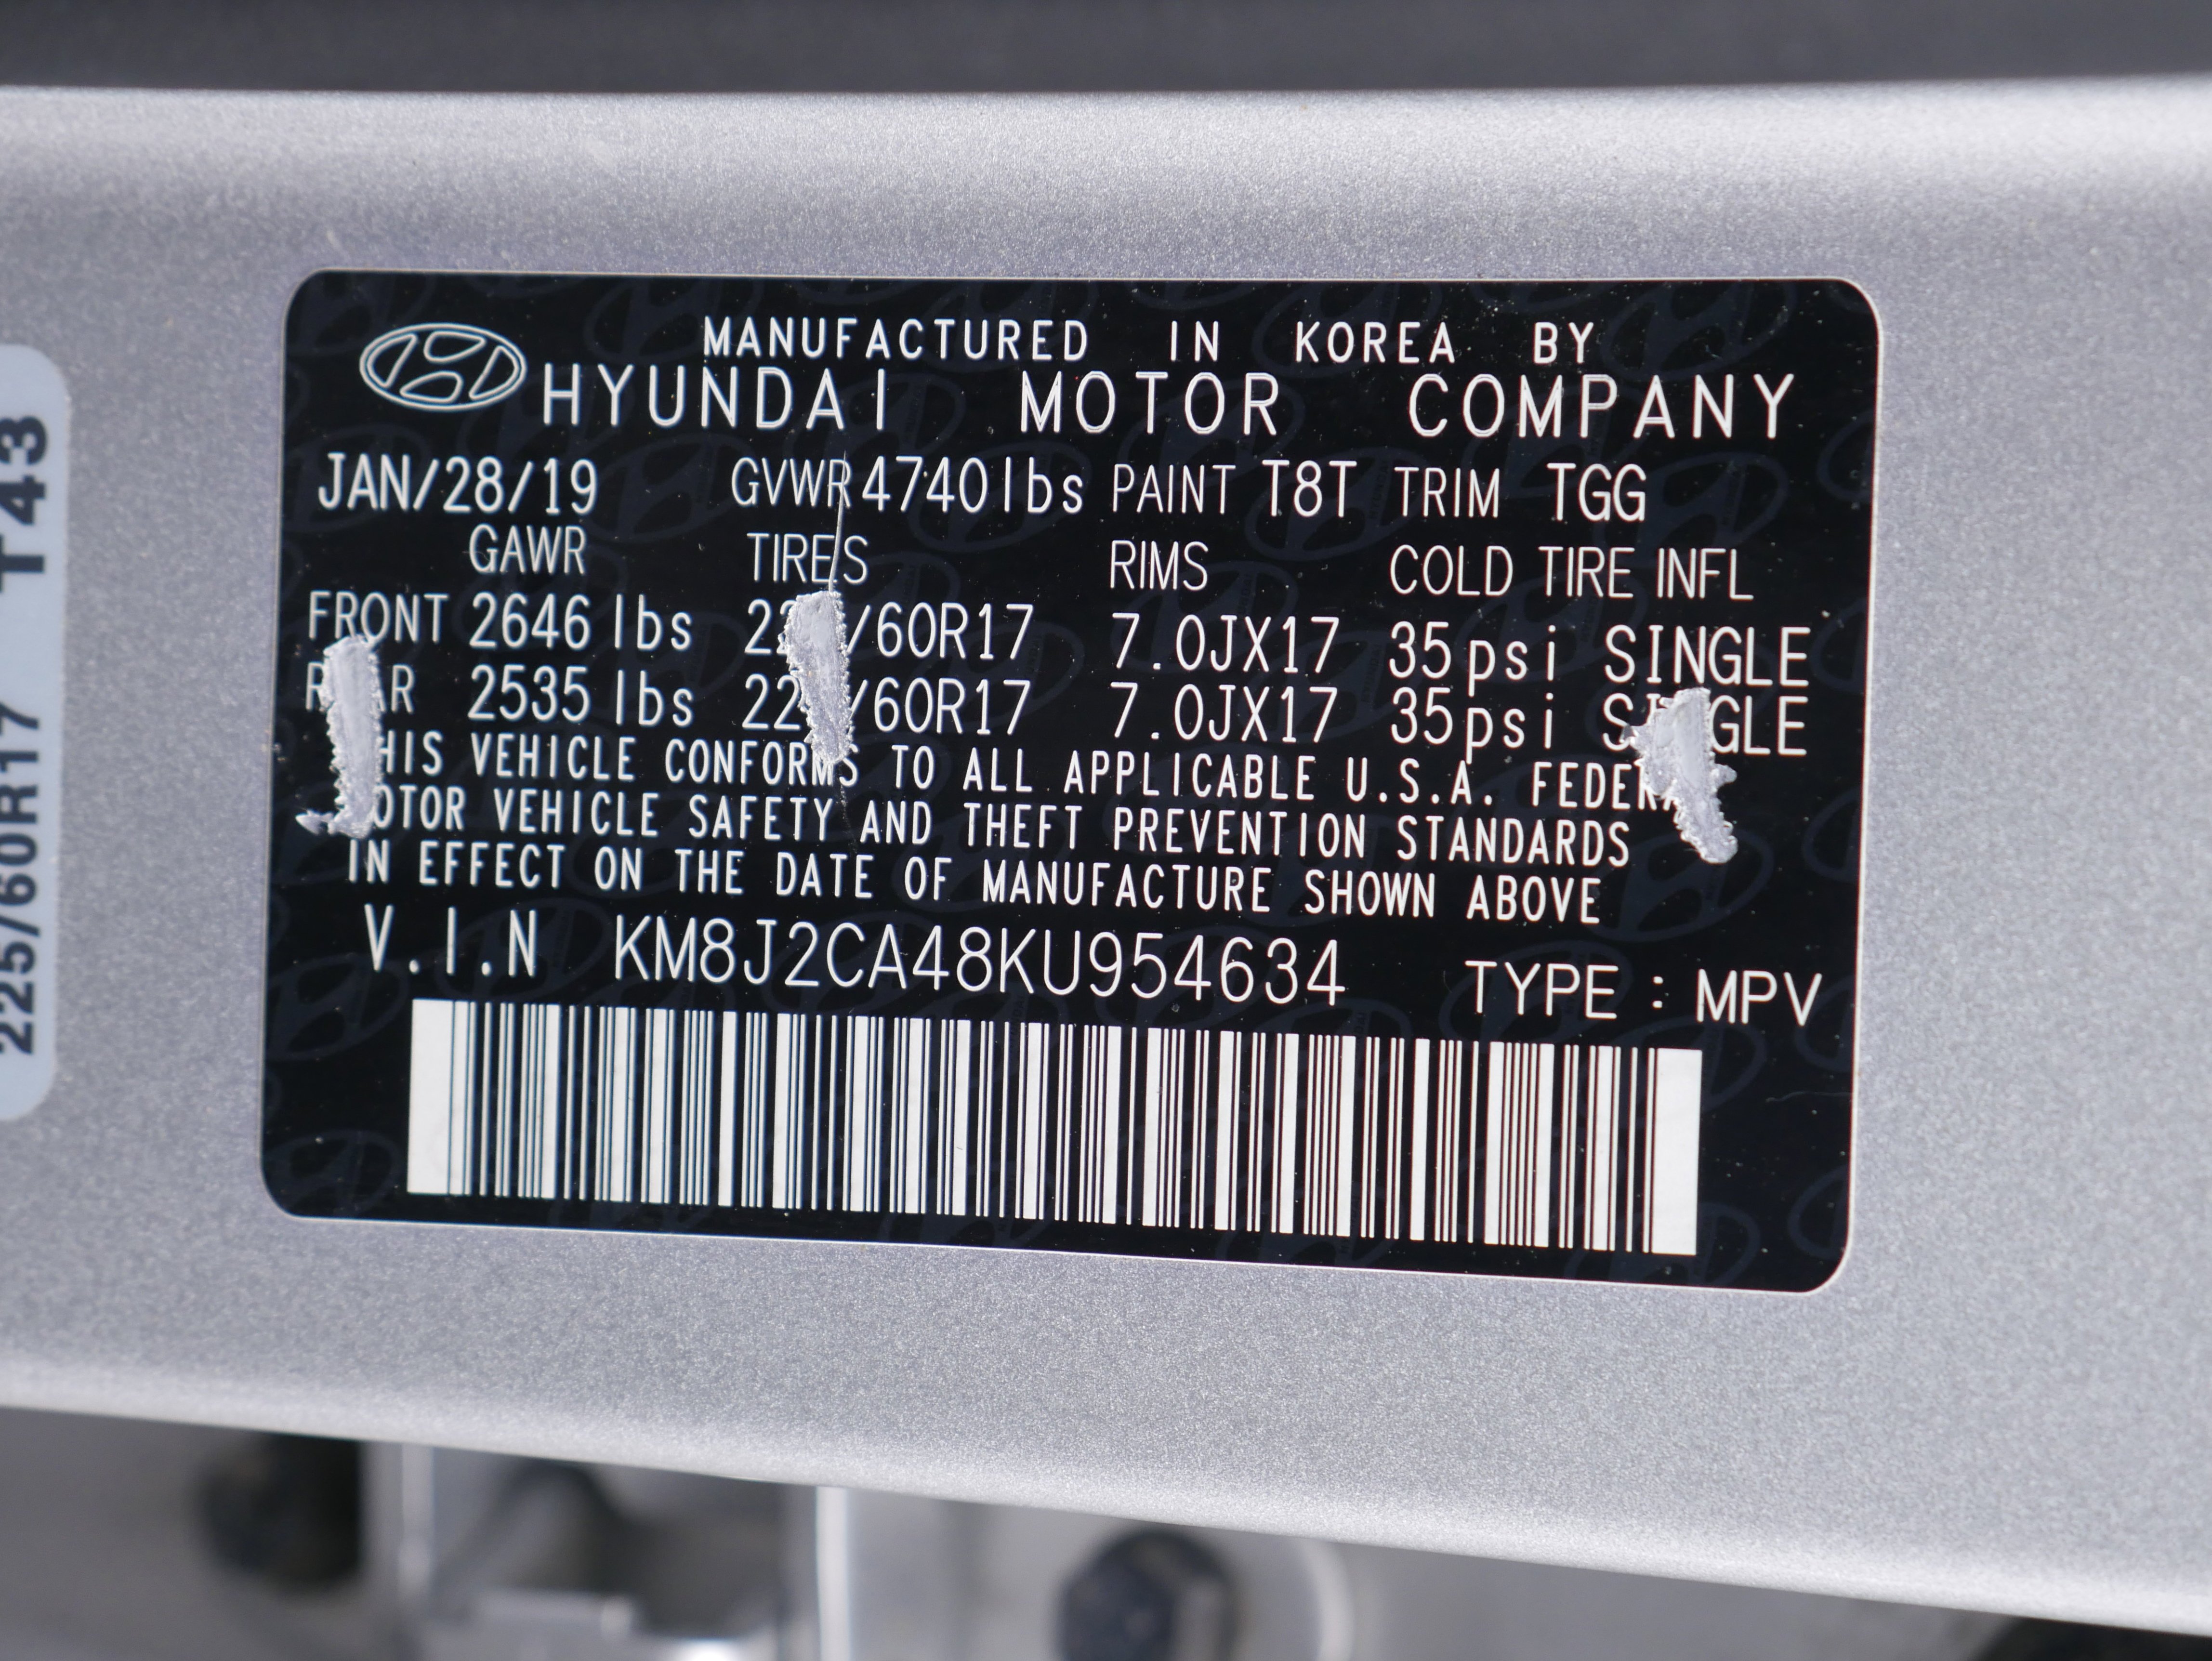 MANUFACTURED IN KOREA BY
HYUNDAI MOTOR COMPANY
JAN/28/19 GVWR 4740lbs PAINT T8T TRIM TGG
GAWR TIRES RIMS COLD TIRE INFL
FRONT 2646 lbs /60R17 7.0JX17 35psi SINGLE
2535 lbs /60R17 7.0JX17 35psi
VEHICLE CONFORMS TO ALL APPLICABLE U.S.A.
VEHICLE SAFETY AND THEFT PREVENTION STANDARDS
IN EFFECT ON THE DATE OF MANUFACTURE SHOWN ABOVE
V.I.N KM8J2CA48KU954634 TYPE : MPV
225/60R17 T43